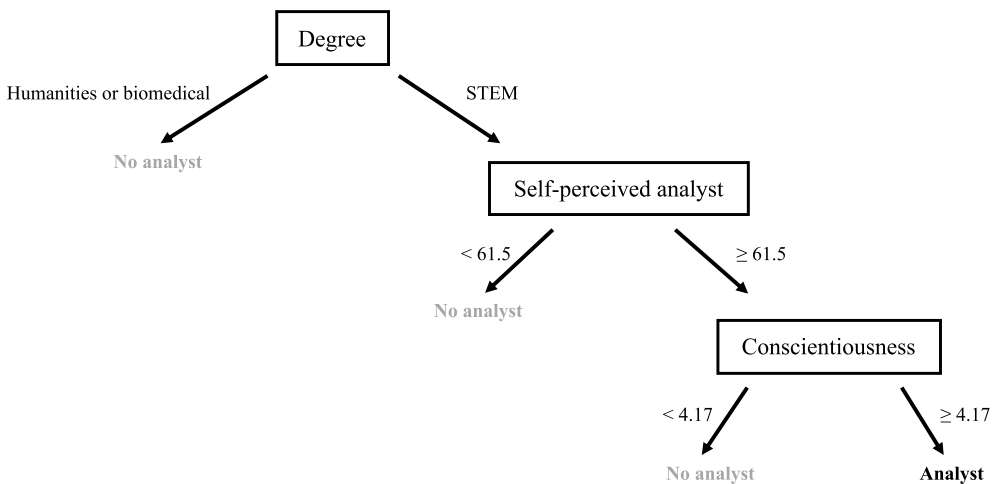 Degree
Humanities or biomedical
STEM
No analyst
Self-perceived analyst
< 61.5
≥ 61.5
No analyst
Conscientiousness
< 4.17
≥ 4.17
No analyst
Analyst